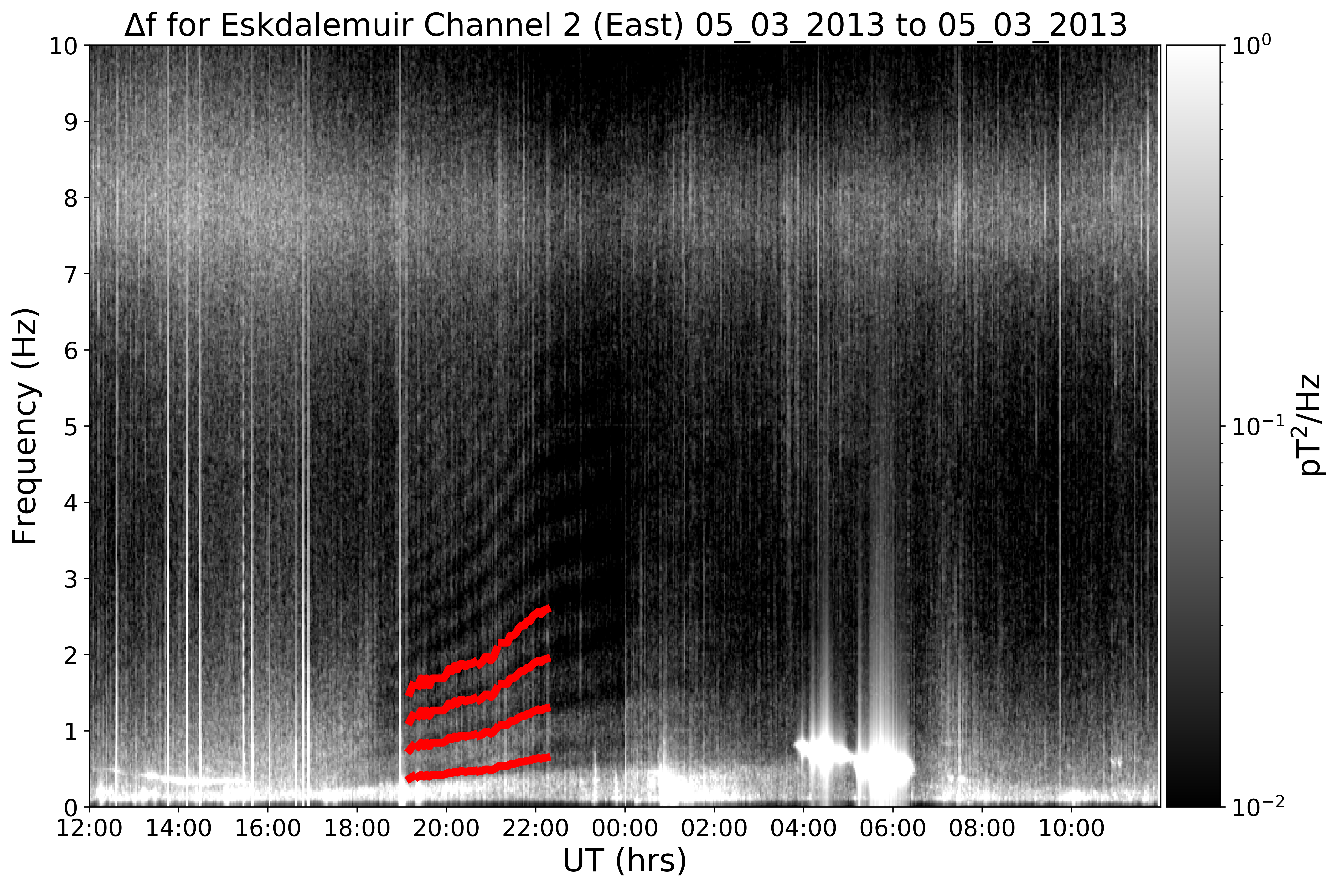 Δf for Eskdalemuir Channel 2 (East) 05_03_2013 to 05_03_2013
10
9
8
7
6
5
4
3
2
1
0
Frequency (Hz)
12:00 14:00 16:00 18:00 20:00 22:00 00:00 02:00 04:00 06:00 08:00 10:00
UT (hrs)
10⁰
10⁻¹
10⁻²
pT²/Hz